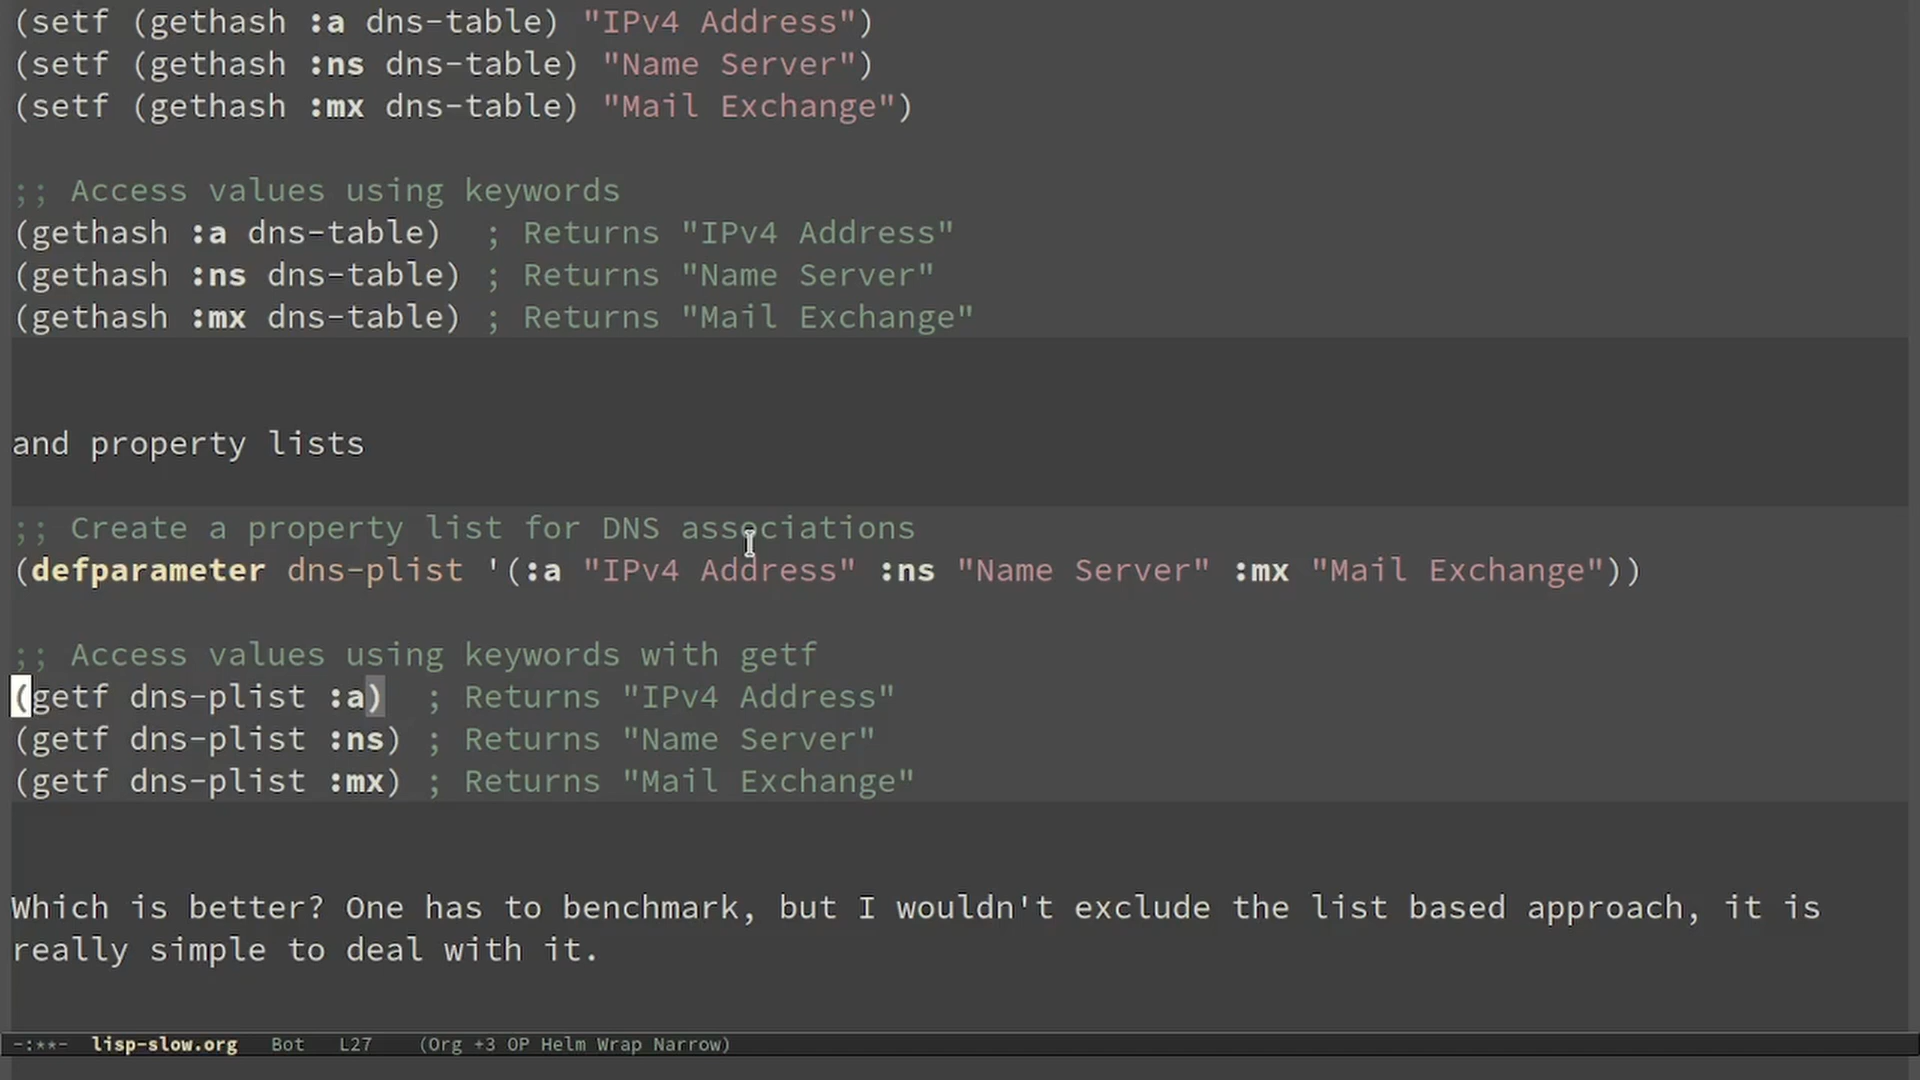 (setf (gethash :a dns-table) "IPv4 Address")
(setf (gethash :ns dns-table) "Name Server")
(setf (gethash :mx dns-table) "Mail Exchange")
;; Access values using keywords
(gethash :a dns-table)  ; Returns "IPv4 Address"
(gethash :ns dns-table) ; Returns "Name Server"
(gethash :mx dns-table) ; Returns "Mail Exchange"
and property lists
;; Create a property list for DNS associations
(defparameter dns-plist '(:a "IPv4 Address" :ns "Name Server" :mx "Mail Exchange"))
;; Access values using keywords with getf
(getf dns-plist :a)  ; Returns "IPv4 Address"
(getf dns-plist :ns) ; Returns "Name Server"
(getf dns-plist :mx) ; Returns "Mail Exchange"
Which is better? One has to benchmark, but I wouldn't exclude the list based approach, it is
really simple to deal with it.
-:**-  lisp-slow.org   Bot   L27    (Org +3 OP Helm Wrap Narrow)